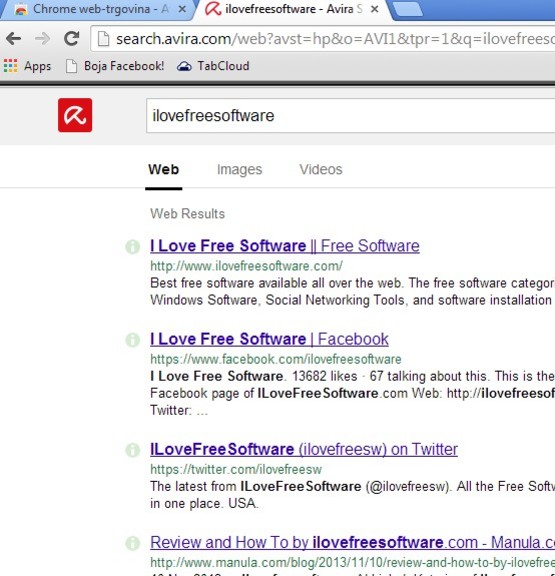 Chrome web-trgovina - Avira
ilovefreesoftware - Avira S
search.avira.com/web?avst=hp&o=AVI1&tpr=1&q=ilovefreeso
Apps Boja Facebook! TabCloud
ilovefreesoftware
Web Images Videos
Web Results
I Love Free Software || Free Software
http://www.ilovefreesoftware.com/
Best free software available all over the web. The free software categor
Windows Software, Social Networking Tools, and software installation
I Love Free Software | Facebook
https://www.facebook.com/ilovefreesoftware
I Love Free Software. 13682 likes · 67 talking about this. This is the
Facebook page of ILoveFreeSoftware.com Web: http://ilovefreesof
Twitter: ...
ILoveFreeSoftware (ilovefreesw) on Twitter
https://twitter.com/ilovefreesw
The latest from ILoveFreeSoftware (@ilovefreesw). All the Free Softw
in one place. USA.
Review and How To by ilovefreesoftware.com - Manula.c
http://www.manula.com/blog/2013/11/10/review-and-how-to-by-ilovefrees